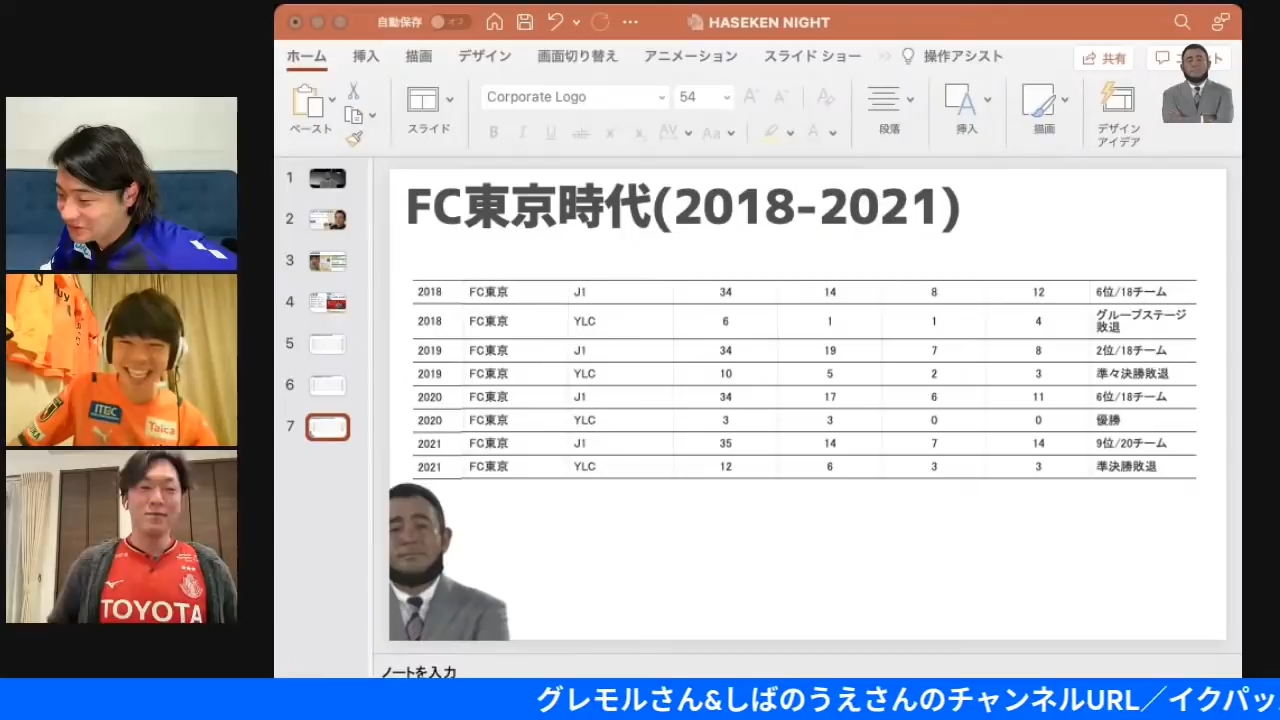 自動保存 オフ
HASEKEN NIGHT
ホーム 挿入 描画 デザイン 画面切り替え アニメーション スライド ショー 操作アシスト 共有
Corporate Logo 54
B I U ab x x AV Aa A
ペースト スライド 段落 挿入 描画 デザイン
アイデア
1
2
3
4
5
6
7
FC東京時代(2018-2021)
2018 FC東京 J1 34 14 8 12 6位/18チーム
2018 FC東京 YLC 6 1 1 4 グループステージ
敗退
2019 FC東京 J1 34 19 7 8 2位/18チーム
2019 FC東京 YLC 10 5 2 3 準々決勝敗退
2020 FC東京 J1 34 17 6 11 6位/18チーム
2020 FC東京 YLC 3 3 0 0 優勝
2021 FC東京 J1 35 14 7 14 9位/20チーム
2021 FC東京 YLC 12 6 3 3 準決勝敗退
ノートを入力
ITEC
Taica
TOYOTA
グレモルさん&しばのうえさんのチャンネルURL／イクパッ